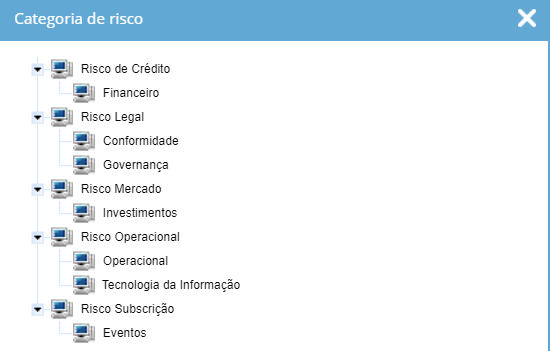 Categoria de risco
Risco de Crédito
Financeiro
Risco Legal
Conformidade
Governança
Risco Mercado
Investimentos
Risco Operacional
Operacional
Tecnologia da Informação
Risco Subscrição
Eventos